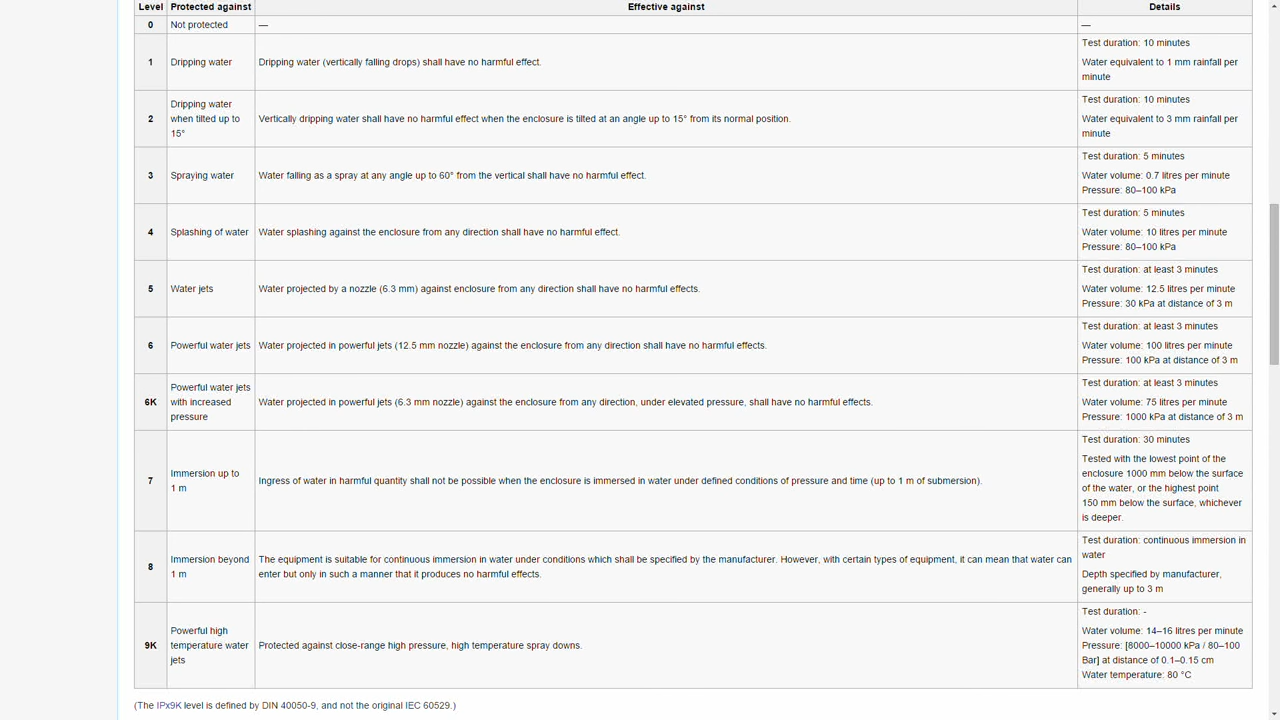 Level Protected against Effective against Details
0 Not protected — —
1 Dripping water Dripping water (vertically falling drops) shall have no harmful effect. Test duration: 10 minutes
Water equivalent to 1 mm rainfall per
minute
2 Dripping water
when tilted up to
15° Vertically dripping water shall have no harmful effect when the enclosure is tilted at an angle up to 15° from its normal position. Test duration: 10 minutes
Water equivalent to 3 mm rainfall per
minute
3 Spraying water Water falling as a spray at any angle up to 60° from the vertical shall have no harmful effect. Test duration: 5 minutes
Water volume: 0.7 litres per minute
Pressure: 80–100 kPa
4 Splashing of water Water splashing against the enclosure from any direction shall have no harmful effect. Test duration: 5 minutes
Water volume: 10 litres per minute
Pressure: 80–100 kPa
5 Water jets Water projected by a nozzle (6.3 mm) against enclosure from any direction shall have no harmful effects. Test duration: at least 3 minutes
Water volume: 12.5 litres per minute
Pressure: 30 kPa at distance of 3 m
6 Powerful water jets Water projected in powerful jets (12.5 mm nozzle) against the enclosure from any direction shall have no harmful effects. Test duration: at least 3 minutes
Water volume: 100 litres per minute
Pressure: 100 kPa at distance of 3 m
6K Powerful water jets
with increased
pressure Water projected in powerful jets (6.3 mm nozzle) against the enclosure from any direction, under elevated pressure, shall have no harmful effects. Test duration: at least 3 minutes
Water volume: 75 litres per minute
Pressure: 1000 kPa at distance of 3 m
7 Immersion up to
1 m Ingress of water in harmful quantity shall not be possible when the enclosure is immersed in water under defined conditions of pressure and time (up to 1 m of submersion). Test duration: 30 minutes
Tested with the lowest point of the
enclosure 1000 mm below the surface
of the water, or the highest point
150 mm below the surface, whichever
is deeper.
8 Immersion beyond
1 m The equipment is suitable for continuous immersion in water under conditions which shall be specified by the manufacturer. However, with certain types of equipment, it can mean that water can
enter but only in such a manner that it produces no harmful effects. Test duration: continuous immersion in
water
Depth specified by manufacturer,
generally up to 3 m
9K Powerful high
temperature water
jets Protected against close-range high pressure, high temperature spray downs. Test duration: -
Water volume: 14–16 litres per minute
Pressure: [8000–10000 kPa / 80–100
Bar] at distance of 0.1–0.15 cm
Water temperature: 80 °C
(The IPx9K level is defined by DIN 40050-9, and not the original IEC 60529.)